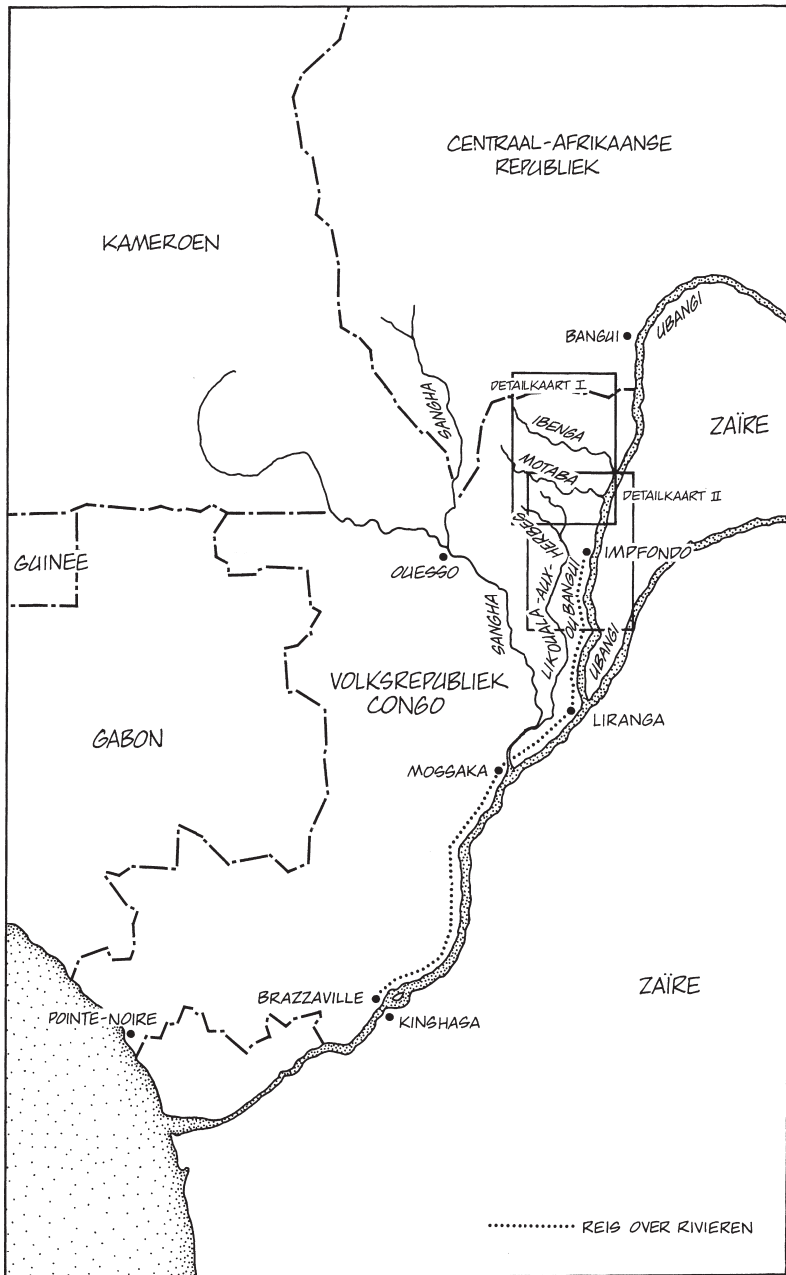 CENTRAAL-AFRIKAANSE
REPUBLIEK
KAMEROEN
UBANGI
BANGUI
DETAILKAART I
SANGHA
IBENGA
ZAÏRE
MOTABA
DETAILKAART II
GUINEE
OUESSO
LIKOUALA-AUX-HERBES
IMPFONDO
OUBANGUI
SANGHA
UBANGI
VOLKSREPUBLIEK
CONGO
GABON
LIRANGA
MOSSAKA
ZAÏRE
BRAZZAVILLE
POINTE-NOIRE
KINSHASA
REIS OVER RIVIEREN